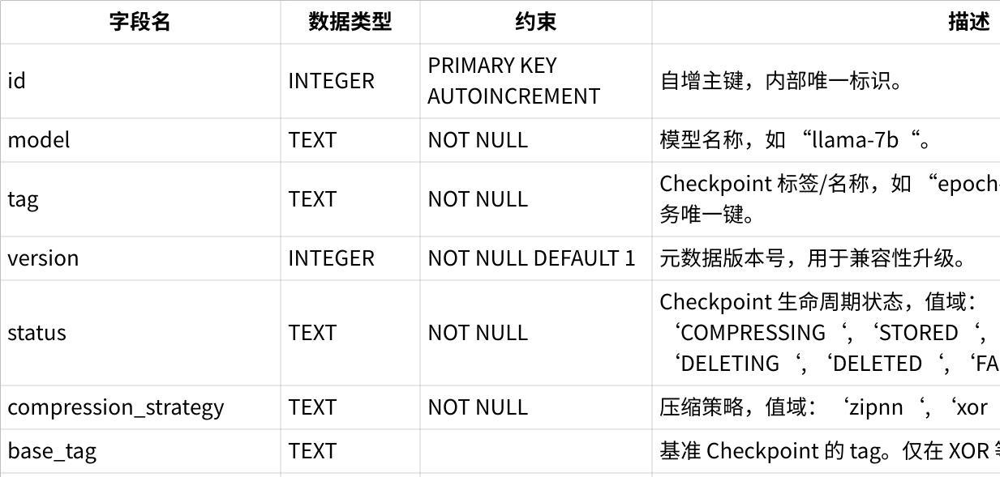 字段名 数据类型 约束 描述
id INTEGER PRIMARY KEY AUTOINCREMENT 自增主键，内部唯一标识。
model TEXT NOT NULL 模型名称，如 “llama-7b“。
tag TEXT NOT NULL Checkpoint 标签/名称，如 “epoch
务唯一键。
version INTEGER NOT NULL DEFAULT 1 元数据版本号，用于兼容性升级。
status TEXT NOT NULL Checkpoint 生命周期状态，值域：
‘COMPRESSING‘, ‘STORED‘,
‘DELETING‘, ‘DELETED‘, ‘FA
compression_strategy TEXT NOT NULL 压缩策略，值域： ‘zipnn‘, ‘xor
base_tag TEXT 基准 Checkpoint 的 tag。仅在 XOR